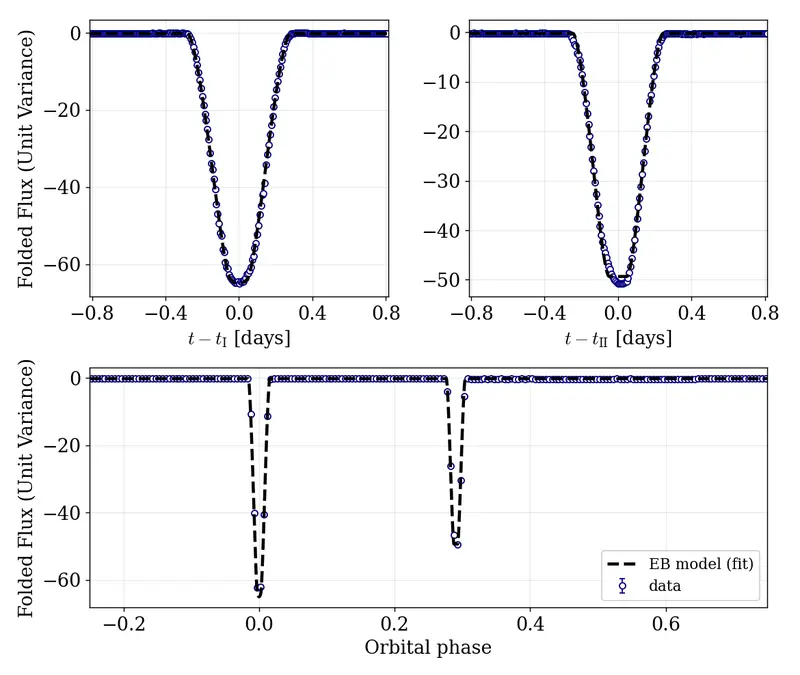 Folded Flux (Unit Variance)
0
−20
−40
−60
−0.8 −0.4 0.0 0.4 0.8
t − t_I [days]
0
−10
−20
−30
−40
−50
−0.8 −0.4 0.0 0.4 0.8
t − t_II [days]
Folded Flux (Unit Variance)
0
−20
−40
−60
−0.2 0.0 0.2 0.4 0.6
Orbital phase
EB model (fit)
data